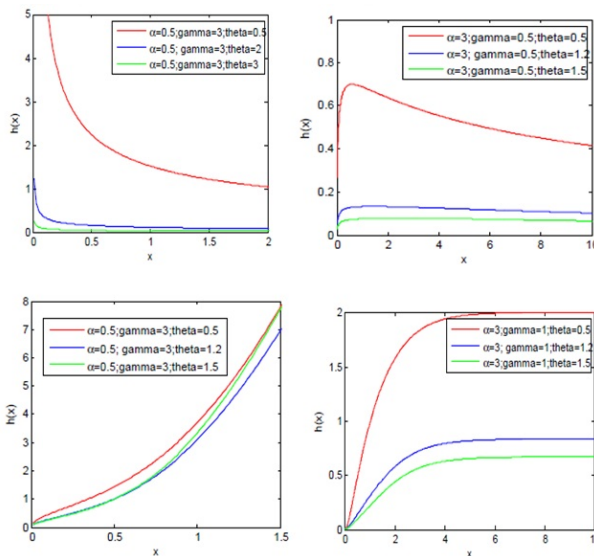 5
4
3
2
1
0
h(x)
0
0.5
1
1.5
2
x
α=0.5;gamma=3;theta=0.5
α=0.5; gamma=3;theta=2
α=0.5;gamma=3;theta=3
1
0.8
0.6
0.4
0.2
0
h(x)
0
2
4
6
8
10
x
α=3;gamma=0.5;theta=0.5
α=3; gamma=0.5;theta=1.2
α=3;gamma=0.5;theta=1.5
8
7
6
5
4
3
2
1
0
h(x)
0
0.5
1
1.5
x
α=0.5;gamma=3;theta=0.5
α=0.5; gamma=3;theta=1.2
α=0.5;gamma=3;theta=1.5
2
1.5
1
0.5
0
h(x)
0
2
4
6
8
10
x
α=3;gamma=1;theta=0.5
α=3; gamma=1;theta=1.2
α=3;gamma=1;theta=1.5